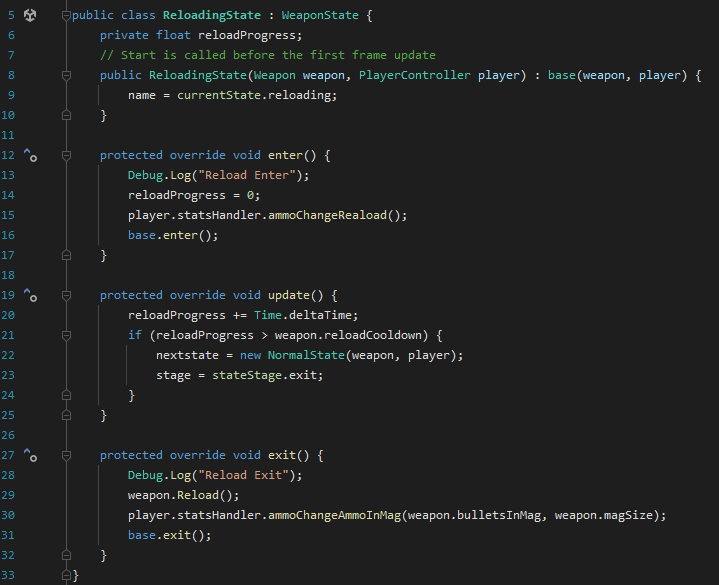 5 public class ReloadingState : WeaponState {
6 private float reloadProgress;
7 // Start is called before the first frame update
8 public ReloadingState(Weapon weapon, PlayerController player) : base(weapon, player) {
9 name = currentState.reloading;
10 }
11
12 protected override void enter() {
13 Debug.Log("Reload Enter");
14 reloadProgress = 0;
15 player.statsHandler.ammoChangeReaload();
16 base.enter();
17 }
18
19 protected override void update() {
20 reloadProgress += Time.deltaTime;
21 if (reloadProgress > weapon.reloadCooldown) {
22 nextstate = new NormalState(weapon, player);
23 stage = stateStage.exit;
24 }
25 }
26
27 protected override void exit() {
28 Debug.Log("Reload Exit");
29 weapon.Reload();
30 player.statsHandler.ammoChangeAmmoInMag(weapon.bulletsInMag, weapon.magSize);
31 base.exit();
32 }
33 }